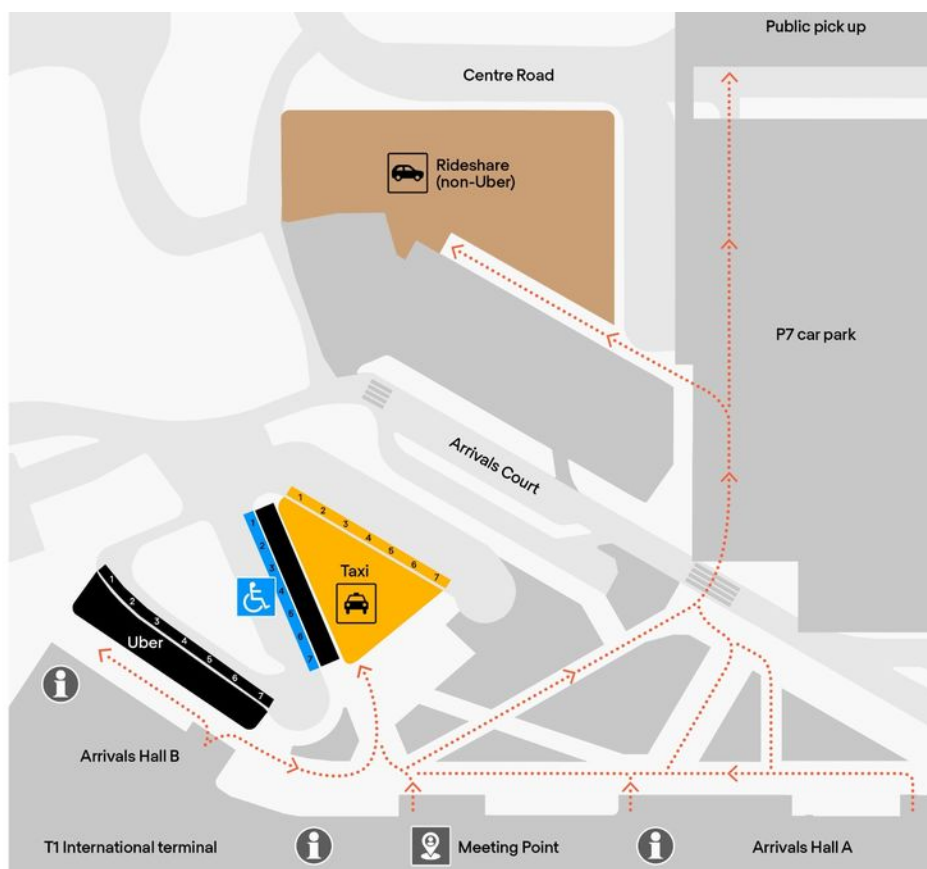 Public pick up
Centre Road
Rideshare
(non-Uber)
P7 car park
Arrivals Court
1
2
3
4
5
6
7
1
2
3
4
5
6
7
Taxi
1
2
3
4
5
6
7
Uber
Arrivals Hall B
T1 International terminal
Meeting Point
Arrivals Hall A